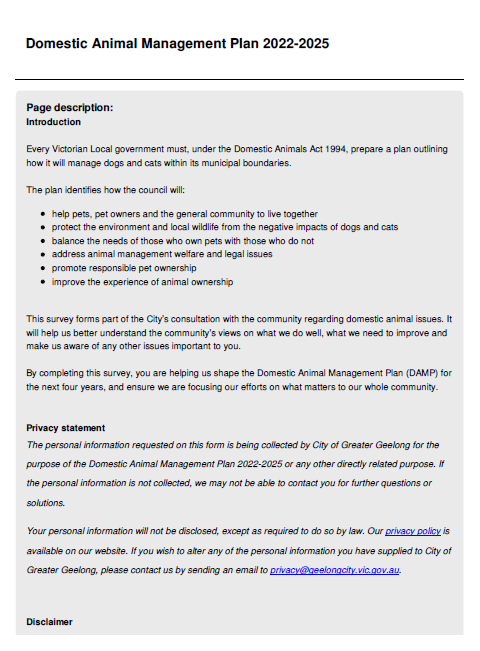 Domestic Animal Management Plan 2022-2025
Page description:
Introduction
Every Victorian Local government must, under the Domestic Animals Act 1994, prepare a plan outlining
how it will manage dogs and cats within its municipal boundaries.
The plan identifies how the council will:
• help pets, pet owners and the general community to live together
• protect the environment and local wildlife from the negative impacts of dogs and cats
• balance the needs of those who own pets with those who do not
• address animal management welfare and legal issues
• promote responsible pet ownership
• improve the experience of animal ownership
This survey forms part of the City's consultation with the community regarding domestic animal issues. It
will help us better understand the community's views on what we do well, what we need to improve and
make us aware of any other issues important to you.
By completing this survey, you are helping us shape the Domestic Animal Management Plan (DAMP) for
the next four years, and ensure we are focusing our efforts on what matters to our whole community.
Privacy statement
The personal information requested on this form is being collected by City of Greater Geelong for the
purpose of the Domestic Animal Management Plan 2022-2025 or any other directly related purpose. If
the personal information is not collected, we may not be able to contact you for further questions or
solutions.
Your personal information will not be disclosed, except as required to do so by law. Our privacy policy is
available on our website. If you wish to alter any of the personal information you have supplied to City of
Greater Geelong, please contact us by sending an email to privacy@geelongcity.vic.gov.au.
Disclaimer